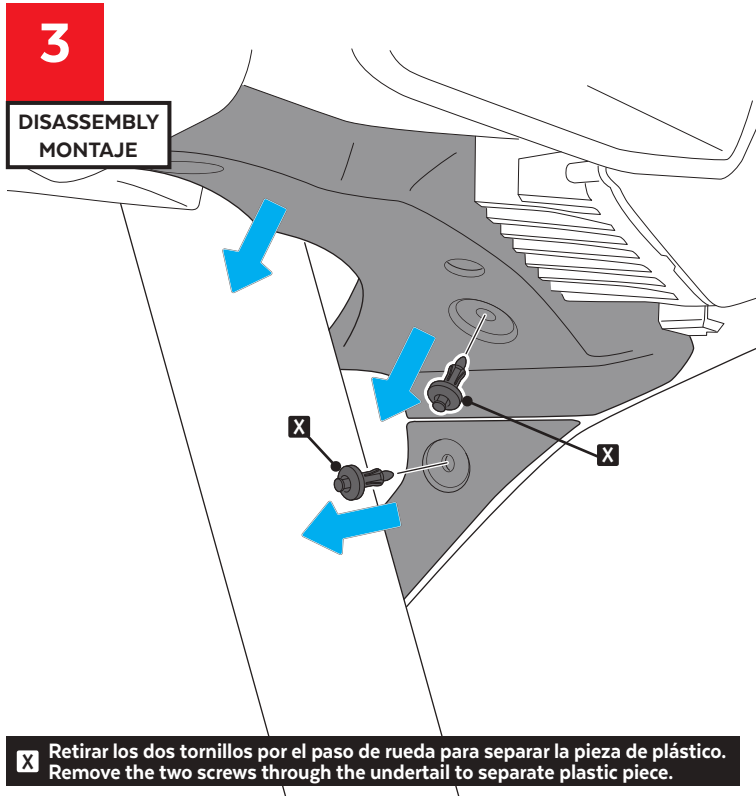 3
DISASSEMBLY
MONTAJE
X
X
X Retirar los dos tornillos por el paso de rueda para separar la pieza de plástico.
Remove the two screws through the undertail to separate plastic piece.